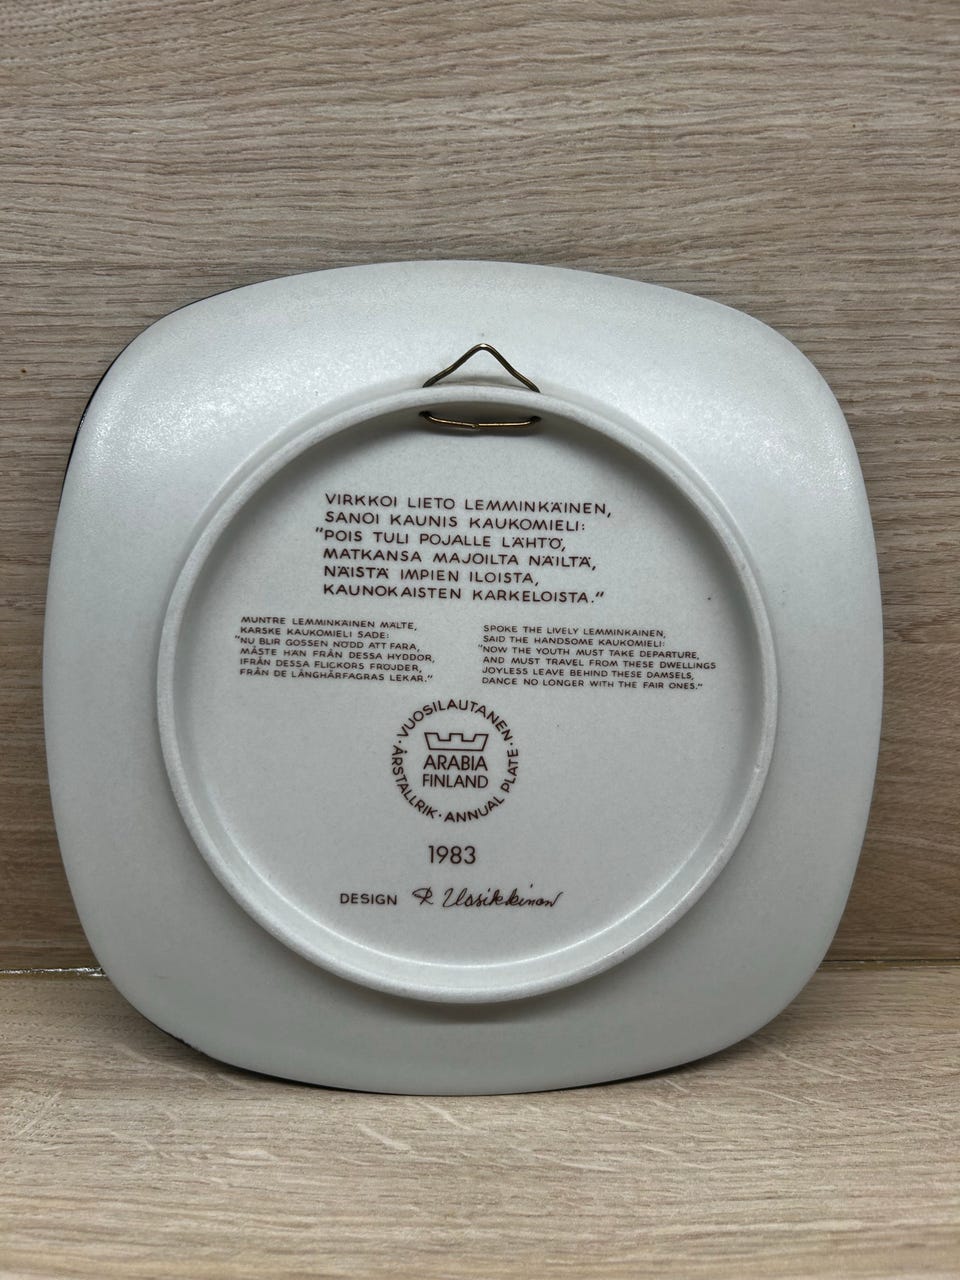 VIRKKOI LIETO LEMMINKÄINEN,
SANOI KAUNIS KAUKOMIELI:
"POIS TULI POJALLE LÄHTÖ,
MATKANSA MAJOILTA NÄILTÄ,
NÄISTÄ IMPIEN ILOISTA,
KAUNOKAISTEN KARKELOISTA."
MUNTRE LEMMINKÄINEN MÄLTE,
KARSKE KAUKOMIELI SADE:
"NU BLIR GOSSEN NÖDD ATT FARA,
MÅSTE HÄN FRÅN DESSA HYDDOR,
IFRÅN DESSA FLICKORS FRÖJDER,
FRÅN DE LÅNGHÅRFAGRAS LEKAR."
SPOKE THE LIVELY LEMMINKAINEN,
SAID THE HANDSOME KAUKOMIELI:
"NOW THE YOUTH MUST TAKE DEPARTURE,
AND MUST TRAVEL FROM THESE DWELLINGS
JOYLESS LEAVE BEHIND THESE DAMSELS,
DANCE NO LONGER WITH THE FAIR ONES."
· VUOSILAUTANEN · ANNUAL PLATE · ÅRSTALLRIK
ARABIA
FINLAND
1983
DESIGN R Uosikkinen